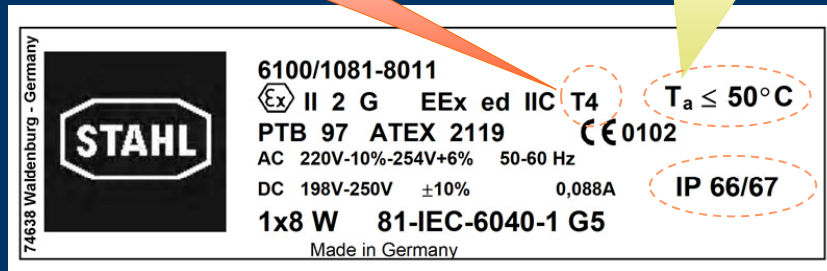 74638 Waldenburg - Germany
STAHL
6100/1081-8011
Ex II 2 G EEx ed IIC T4
Ta ≤ 50°C
PTB 97 ATEX 2119 CE 0102
AC 220V-10%-254V+6% 50-60 Hz
DC 198V-250V ±10% 0,088A
IP 66/67
1x8 W 81-IEC-6040-1 G5
Made in Germany